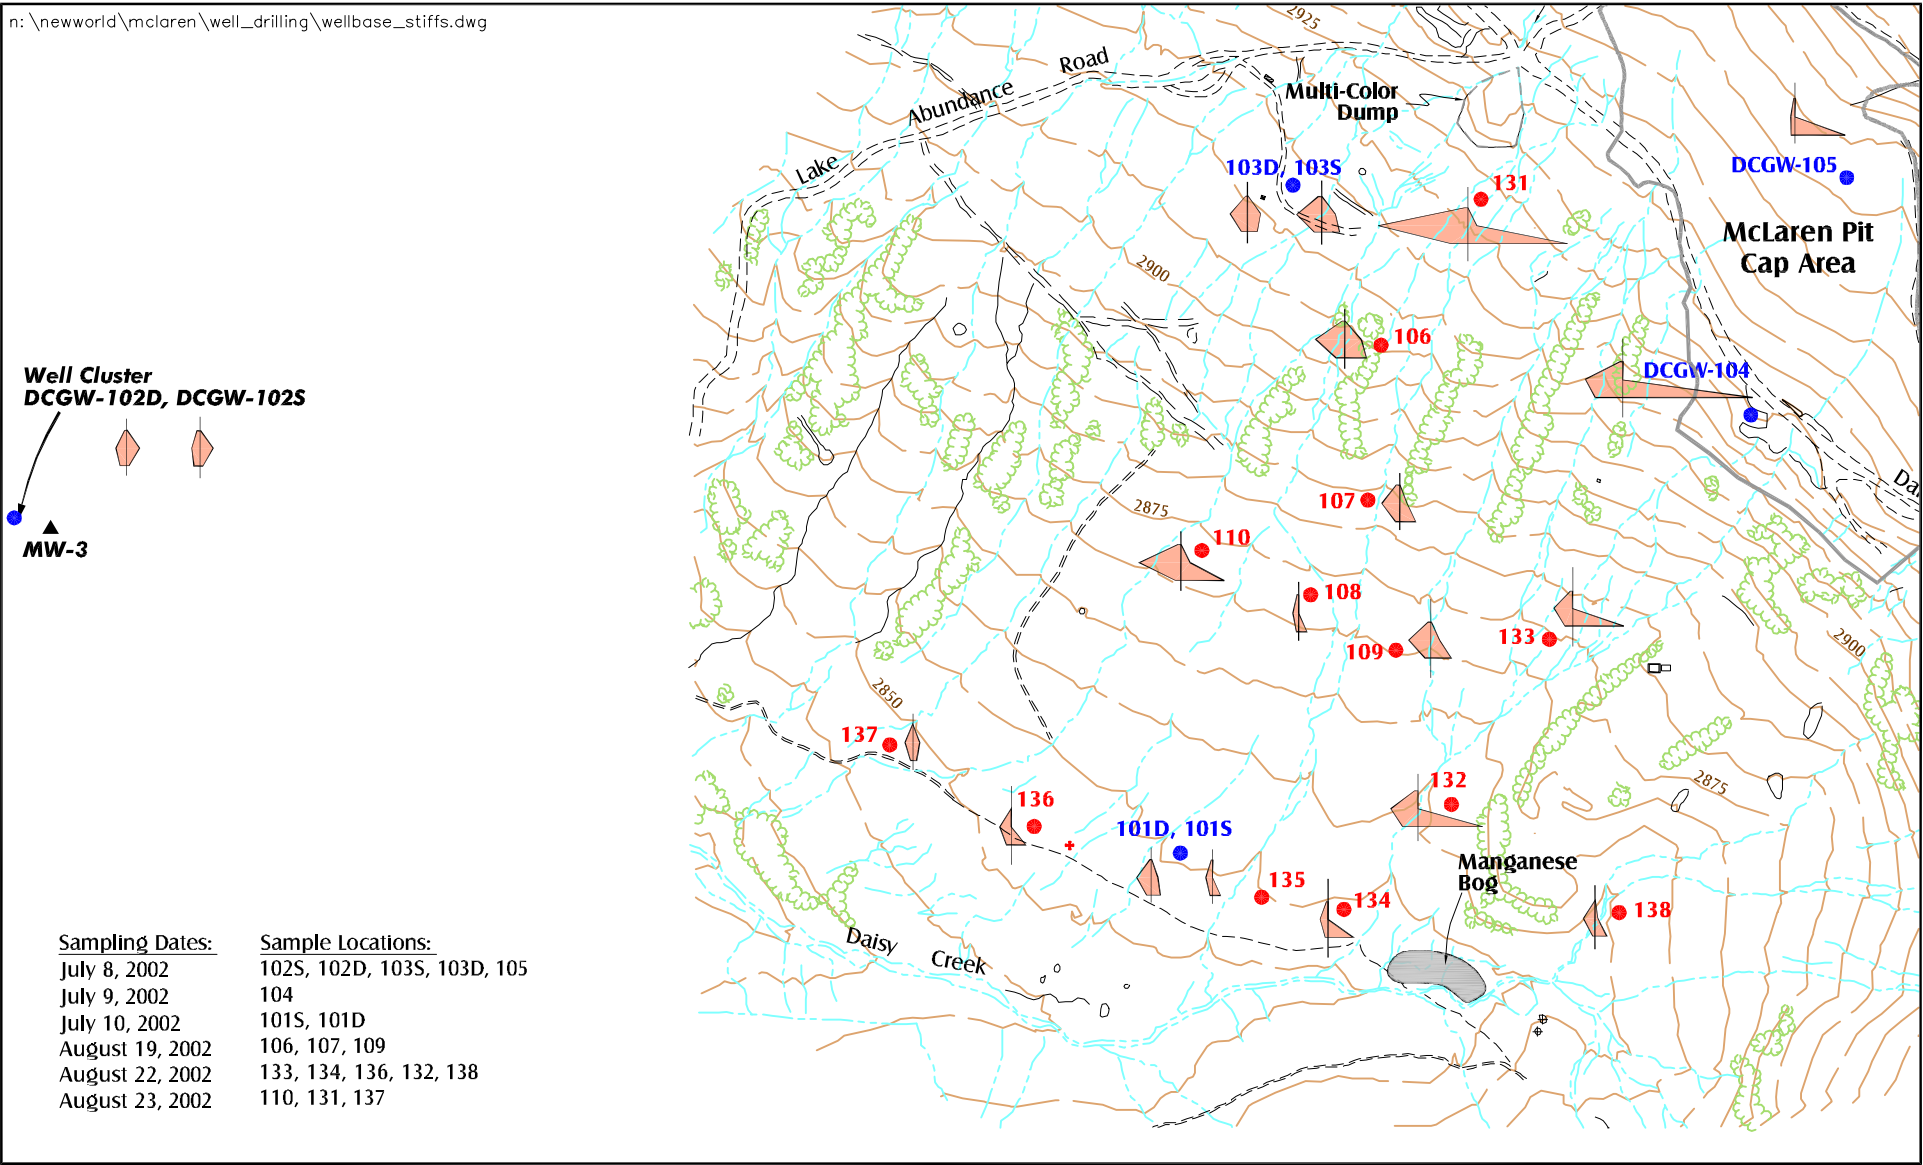 n: \newworld\mclaren\well_drilling\wellbase_stiffs.dwg
2925
Road
Abundance
Lake
Multi-Color
Dump
103D, 103S
131
DCGW-105
McLaren Pit
Cap Area
2900
106
DCGW-104
Well Cluster
DCGW-102D, DCGW-102S
MW-3
107
2875
110
108
109
133
2900
2850
137
136
132
2875
101D, 101S
Manganese
Bog
135
134
138
Daisy
Creek
Sampling Dates: Sample Locations:
July 8, 2002 102S, 102D, 103S, 103D, 105
July 9, 2002 104
July 10, 2002 101S, 101D
August 19, 2002 106, 107, 109
August 22, 2002 133, 134, 136, 132, 138
August 23, 2002 110, 131, 137